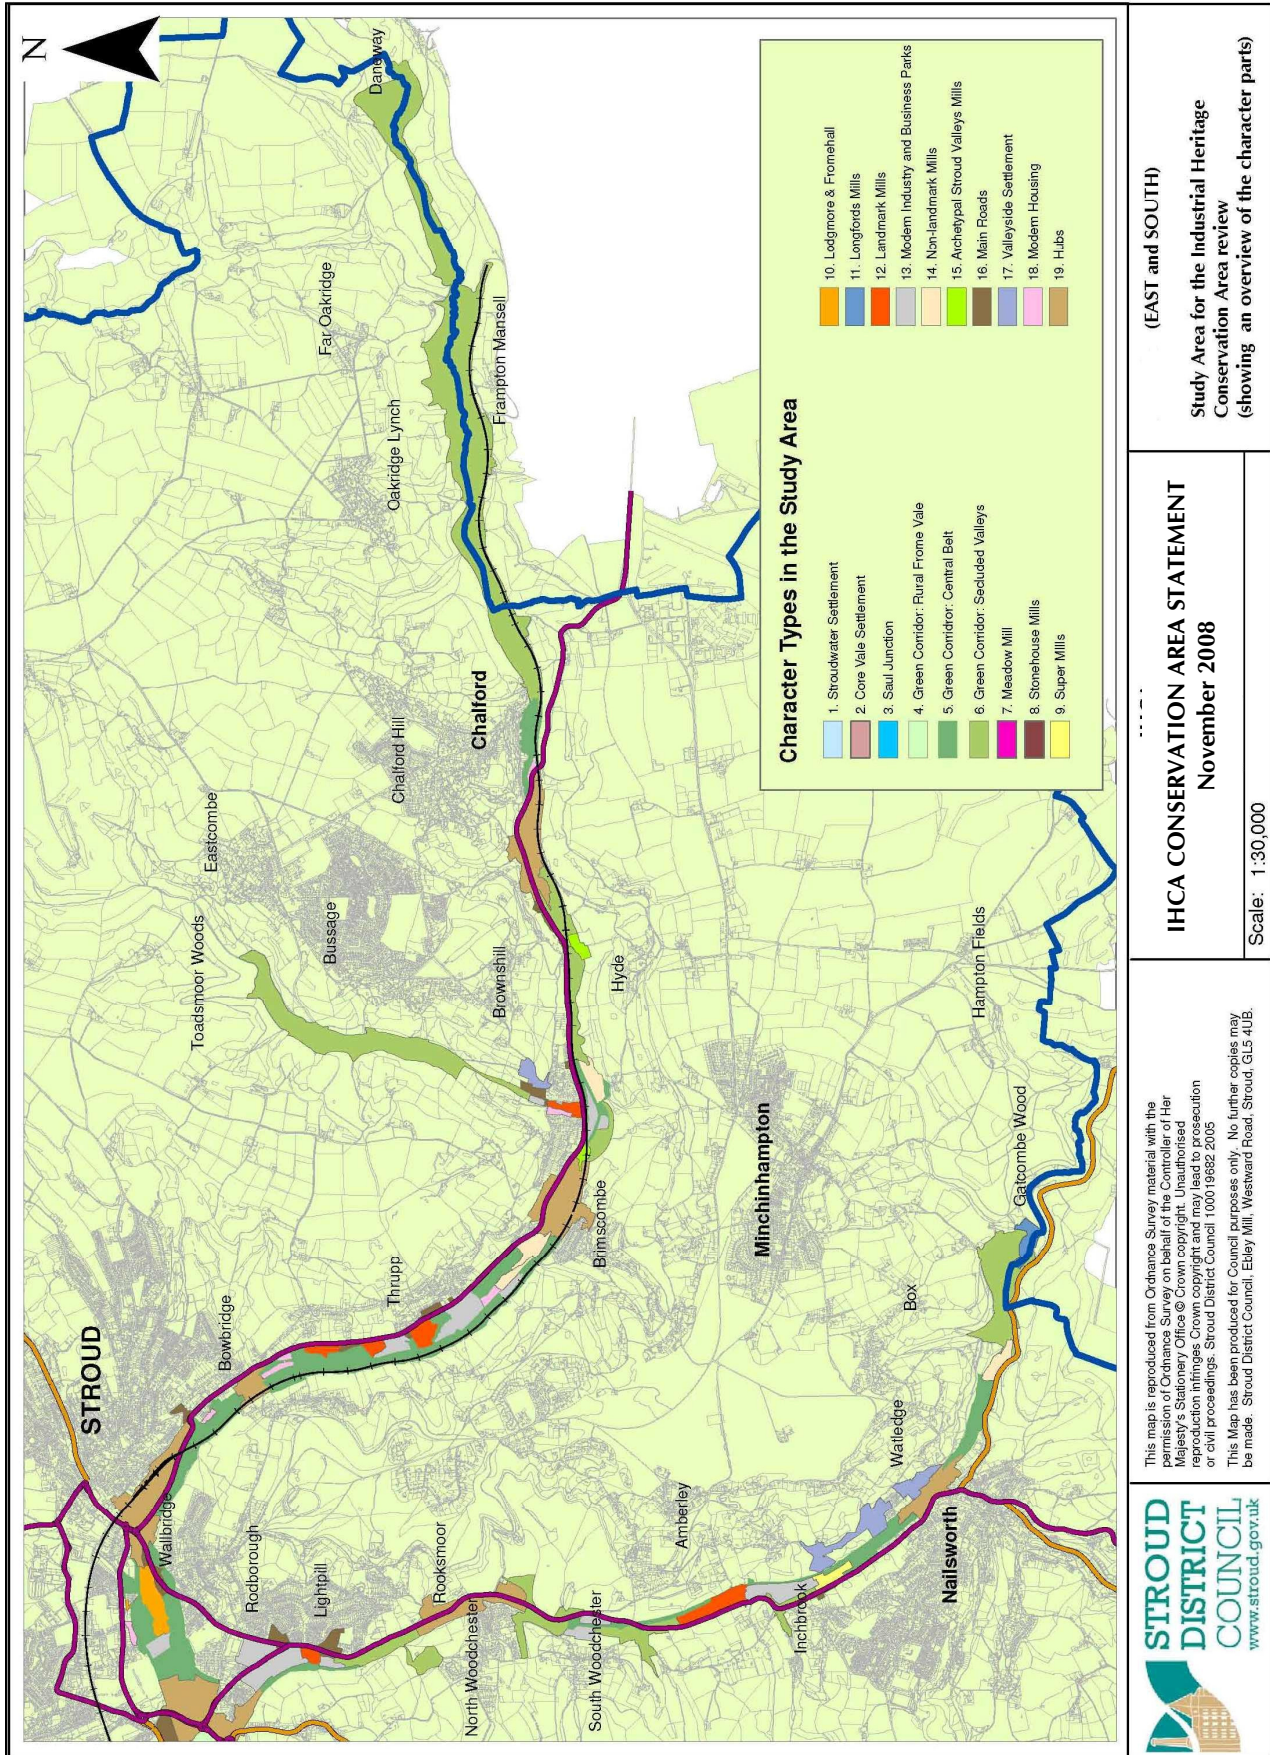 N
STROUD
Bowbridge
Wallbridge
Rodborough
Lightpill
Rooksmoor
North Woodchester
South Woodchester
Thrupp
Brimscombe
Toadsmoor Woods
Eastcombe
Bussage
Brownshill
Hyde
Chalford Hill
Chalford
Oakridge Lynch
Far Oakridge
Frampton Mansell
Daneway
Minchinhampton
Amberley
Box
Watledge
Inchbrook
Nailsworth
Gatcombe Wood
Hampton Fields
Character Types in the Study Area
1. Stroudwater Settlement
2. Core Vale Settlement
3. Saul Junction
4. Green Corridor: Rural Frome Vale
5. Green Corridror: Central Belt
6. Green Corridor: Secluded Valleys
7. Meadow Mill
8. Stonehouse Mills
9. Super Mills
10. Lodgmore & Fromehall
11. Longfords Mills
12. Landmark Mills
13. Modern Industry and Business Parks
14. Non-landmark Mills
15. Archetypal Stroud Valleys Mills
16. Main Roads
17. Valleyside Settlement
18. Modern Housing
19. Hubs
STROUD
DISTRICT
COUNCIL
www.stroud.gov.uk
This map is reproduced from Ordnance Survey material with the
permission of Ordnance Survey on behalf of the Controller of Her
Majesty's Stationery Office © Crown copyright. Unauthorised
reproduction infringes Crown copyright and may lead to prosecution
or civil proceedings. Stroud District Council 100019682 2005
This Map has been produced for Council purposes only. No further copies may
be made. Stroud District Council, Ebley Mill, Westward Road, Stroud, GL5 4UB.
IHCA CONSERVATION AREA STATEMENT
November 2008
Scale: 1:30,000
(EAST and SOUTH)
Study Area for the Industrial Heritage
Conservation Area review
(showing an overview of the character parts)